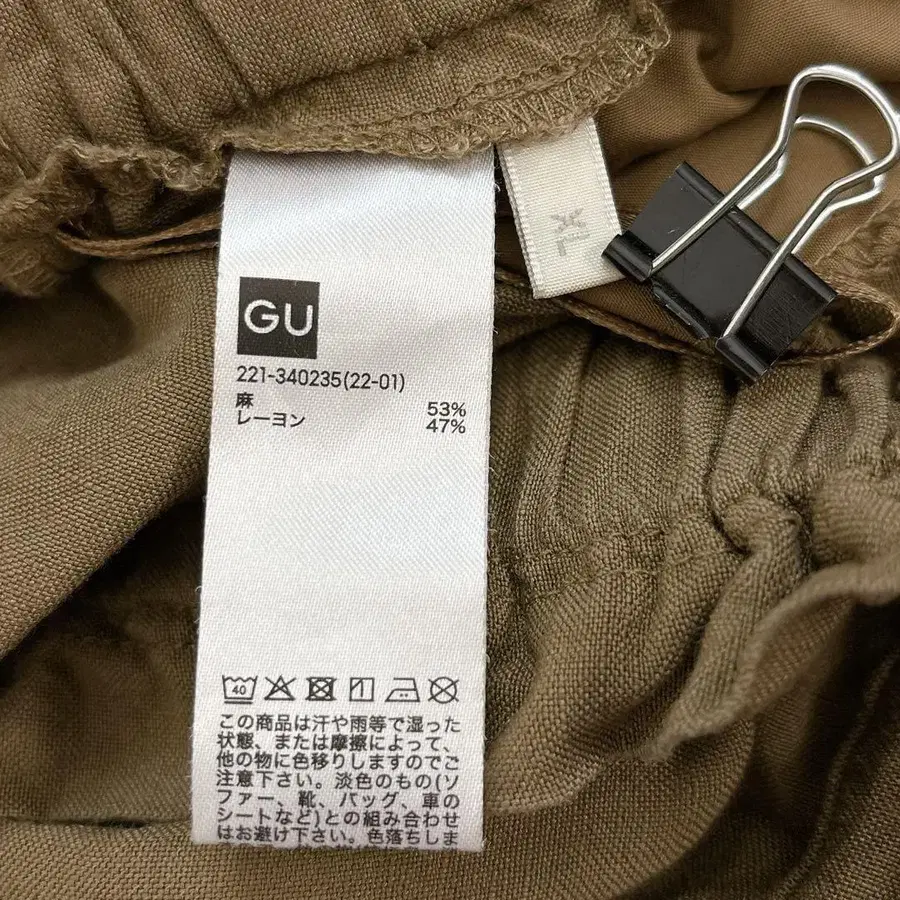 GU
XL
221-340235(22-01)
麻 53%
レーヨン 47%
40
この商品は汗や雨等で湿った
状態、または摩擦によって、
他の物に色移りしますのでご
注意下さい。淡色のもの(ソ
ファー、靴、バッグ、車の
シートなど)との組み合わせ
はお避け下さい。色落ちしま